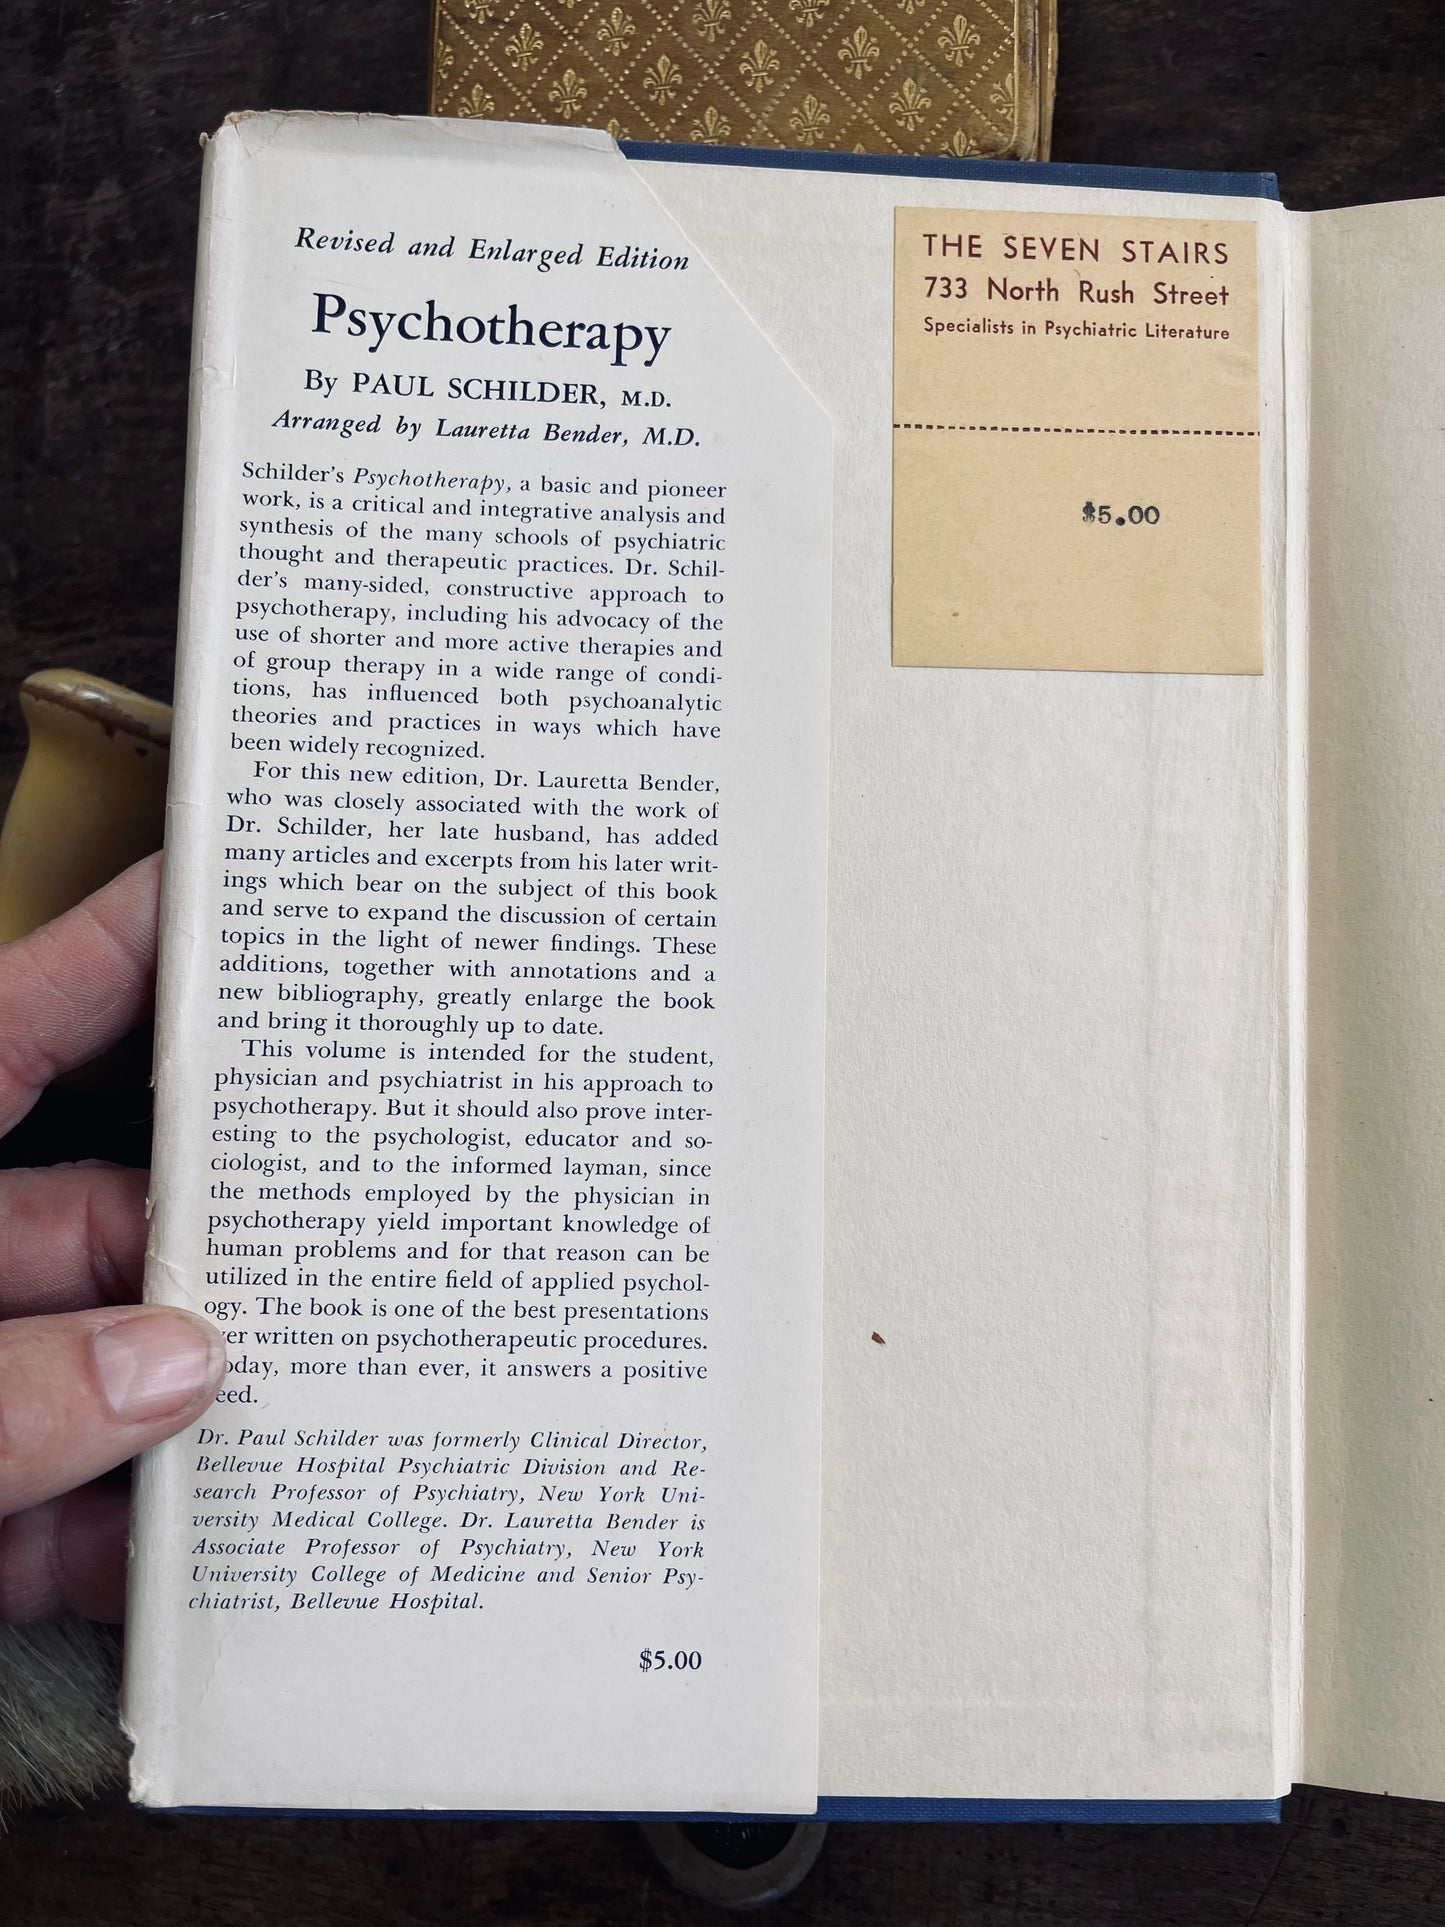 Revised and Enlarged Edition
Psychotherapy
By PAUL SCHILDER, M.D.
Arranged by Lauretta Bender, M.D.
Schilder's Psychotherapy, a basic and pioneer
work, is a critical and integrative analysis and
synthesis of the many schools of psychiatric
thought and therapeutic practices. Dr. Schil-
der's many-sided, constructive approach to
psychotherapy, including his advocacy of the
use of shorter and more active therapies and
of group therapy in a wide range of condi-
tions, has influenced both psychoanalytic
theories and practices in ways which have
been widely recognized.
For this new edition, Dr. Lauretta Bender,
who was closely associated with the work of
Dr. Schilder, her late husband, has added
many articles and excerpts from his later writ-
ings which bear on the subject of this book
and serve to expand the discussion of certain
topics in the light of newer findings. These
additions, together with annotations and a
new bibliography, greatly enlarge the book
and bring it thoroughly up to date.
This volume is intended for the student,
physician and psychiatrist in his approach to
psychotherapy. But it should also prove inter-
esting to the psychologist, educator and so-
ciologist, and to the informed layman, since
the methods employed by the physician in
psychotherapy yield important knowledge of
human problems and for that reason can be
utilized in the entire field of applied psychol-
ogy. The book is one of the best presentations
written on psychotherapeutic procedures.
more than ever, it answers a positive
Dr. Paul Schilder was formerly Clinical Director,
Bellevue Hospital Psychiatric Division and Re-
search Professor of Psychiatry, New York Uni-
versity Medical College. Dr. Lauretta Bender is
Associate Professor of Psychiatry, New York
University College of Medicine and Senior Psy-
chiatrist, Bellevue Hospital.
$5.00
THE SEVEN STAIRS
733 North Rush Street
Specialists in Psychiatric Literature
$5.00